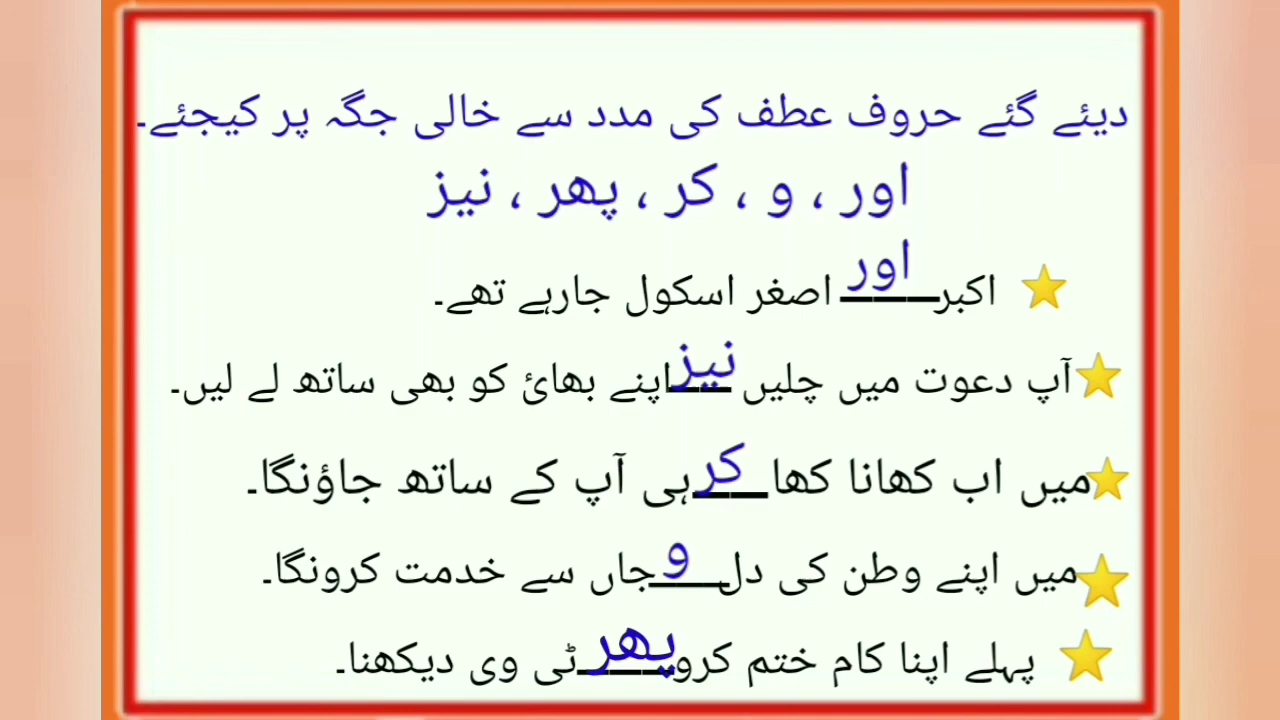 دیئے گئے حروف عطف کی مدد سے خالی جگہ پر کیجئے۔
اور ، و ، کر ، پھر ، نیز
اکبر اور اصغر اسکول جارہے تھے۔
آپ دعوت میں چلیں نیز اپنے بھائ کو بھی ساتھ لے لیں۔
میں اب کھانا کھا کر ہی آپ کے ساتھ جاؤنگا۔
میں اپنے وطن کی دل و جاں سے خدمت کرونگا۔
پہلے اپنا کام ختم کرو پھر ٹی وی دیکھنا۔